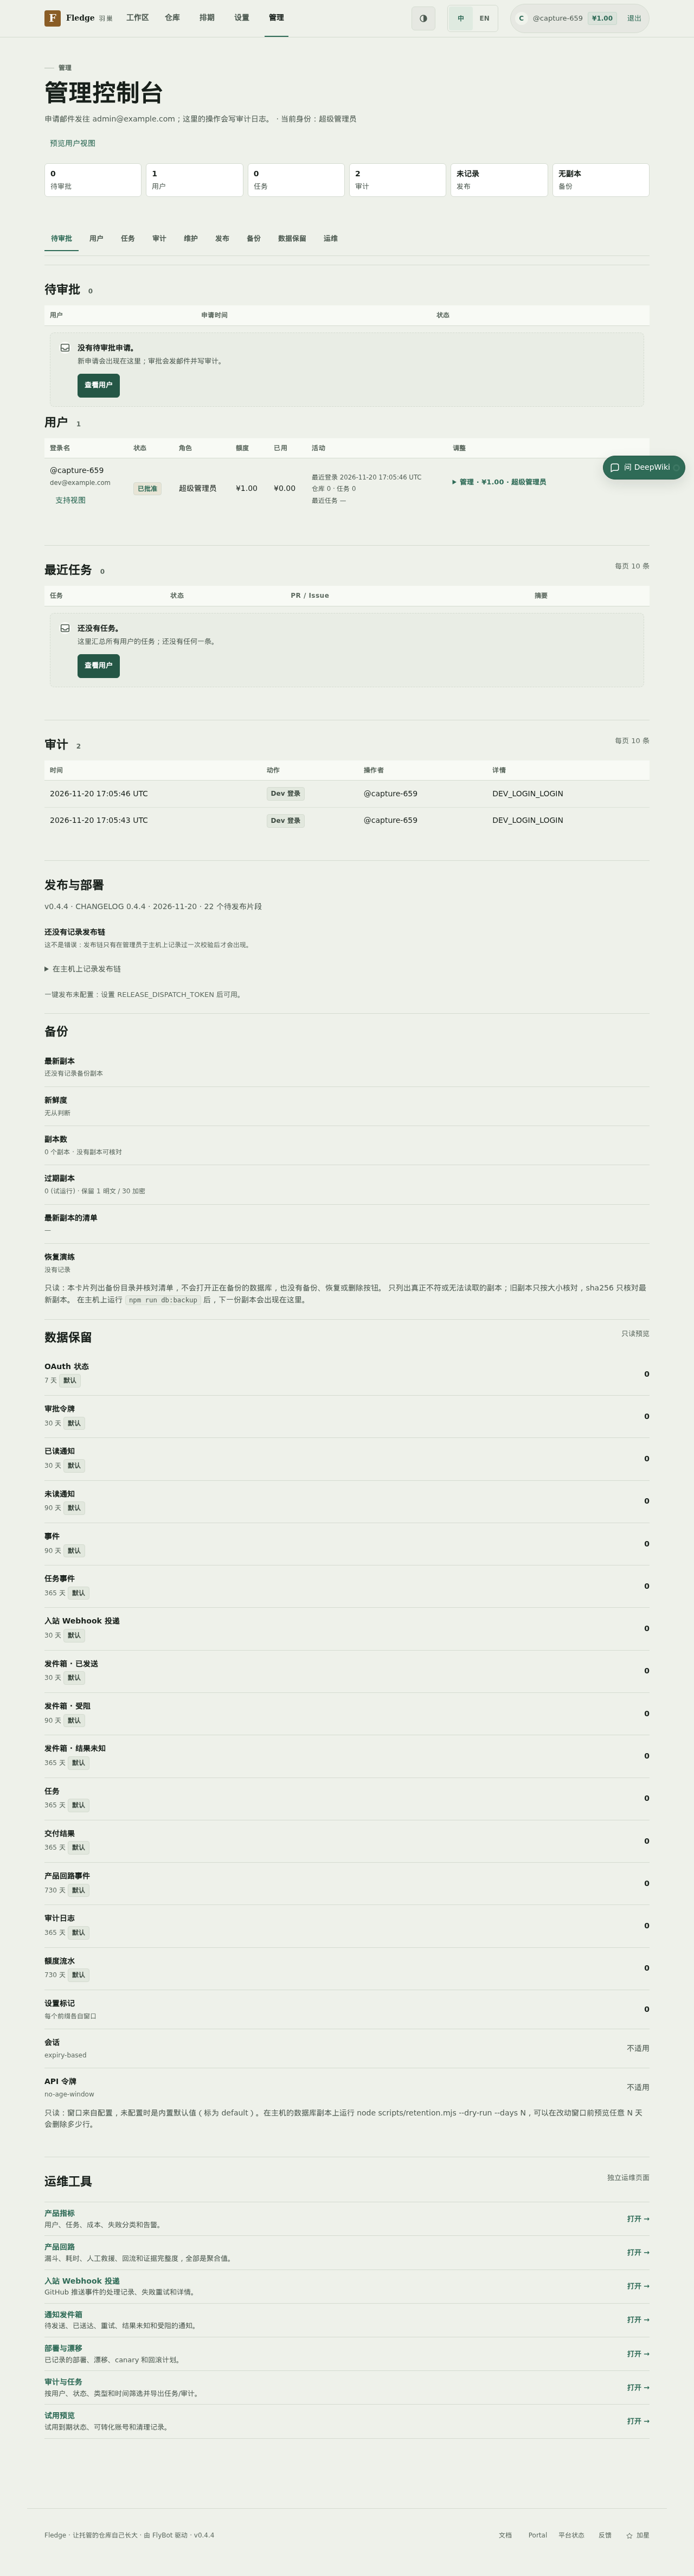 F Fledge 羽量 工作区 仓库 排期 设置 管理 中 EN C @capture-659 ¥1.00 退出
管理
管理控制台
申请邮件发往 admin@example.com；这里的操作会写审计日志。 · 当前身份：超级管理员
预览用户视图
0 1 0 2 未记录 无副本
待审批 用户 任务 审计 发布 备份
待审批 用户 任务 审计 维护 发布 备份 数据保留 运维
待审批 0
用户 申请时间 状态
没有待审批申请。
新申请会出现在这里；审批会发邮件并写审计。
查看用户
用户 1
登录名 状态 角色 额度 已用 活动 调整
@capture-659
dev@example.com
支持视图
已批准 超级管理员 ¥1.00 ¥0.00
最近登录 2026-11-20 17:05:46 UTC
仓库 0 · 任务 0
最近任务 —
▶ 管理 · ¥1.00 · 超级管理员
问 DeepWiki
最近任务 0 每页 10 条
任务 状态 PR / Issue 摘要
还没有任务。
这里汇总所有用户的任务；还没有任何一条。
查看用户
审计 2 每页 10 条
时间 动作 操作者 详情
2026-11-20 17:05:46 UTC Dev 登录 @capture-659 DEV_LOGIN_LOGIN
2026-11-20 17:05:43 UTC Dev 登录 @capture-659 DEV_LOGIN_LOGIN
发布与部署
v0.4.4 · CHANGELOG 0.4.4 · 2026-11-20 · 22 个待发布片段
还没有记录发布链
这不是错误：发布链只有在管理员于主机上记录过一次校验后才会出现。
▶ 在主机上记录发布链
一键发布未配置：设置 RELEASE_DISPATCH_TOKEN 后可用。
备份
最新副本
还没有记录备份副本
新鲜度
无从判断
副本数
0 个副本 · 没有副本可核对
过期副本
0 (试运行) · 保留 1 明文 / 30 加密
最新副本的清单
—
恢复演练
没有记录
只读：本卡片列出备份目录并核对清单，不会打开正在备份的数据库，也没有备份、恢复或删除按钮。 只列出真正不符或无法读取的副本；旧副本只按大小核对，sha256 只核对最
新副本。 在主机上运行 npm run db:backup 后，下一份副本会出现在这里。
数据保留 只读预览
OAuth 状态
7 天 默认 0
审批令牌
30 天 默认 0
已读通知
30 天 默认 0
未读通知
90 天 默认 0
事件
90 天 默认 0
任务事件
365 天 默认 0
入站 Webhook 投递
30 天 默认 0
发件箱 · 已发送
30 天 默认 0
发件箱 · 受阻
90 天 默认 0
发件箱 · 结果未知
365 天 默认 0
任务
365 天 默认 0
交付结果
365 天 默认 0
产品回路事件
730 天 默认 0
审计日志
365 天 默认 0
额度流水
730 天 默认 0
设置标记
每个前缀各自窗口 0
会话
expiry-based 不适用
API 令牌
no-age-window 不适用
只读：窗口来自配置，未配置时是内置默认值（标为 default）。在主机的数据库副本上运行 node scripts/retention.mjs --dry-run --days N，可以在改动窗口前预览任意 N 天
会删除多少行。
运维工具 独立运维页面
产品指标
用户、任务、成本、失败分类和告警。 打开 →
产品回路
漏斗、耗时、人工救援、回流和证据完整度，全部是聚合值。 打开 →
入站 Webhook 投递
GitHub 推送事件的处理记录、失败重试和详情。 打开 →
通知发件箱
待发送、已送达、重试、结果未知和受阻的通知。 打开 →
部署与漂移
已记录的部署、漂移、canary 和回滚计划。 打开 →
审计与任务
按用户、状态、类型和时间筛选并导出任务/审计。 打开 →
试用预览
试用到期状态、可转化账号和清理记录。 打开 →
Fledge · 让托管的仓库自己长大 · 由 FlyBot 驱动 · v0.4.4 文档 Portal 平台状态 反馈 加星